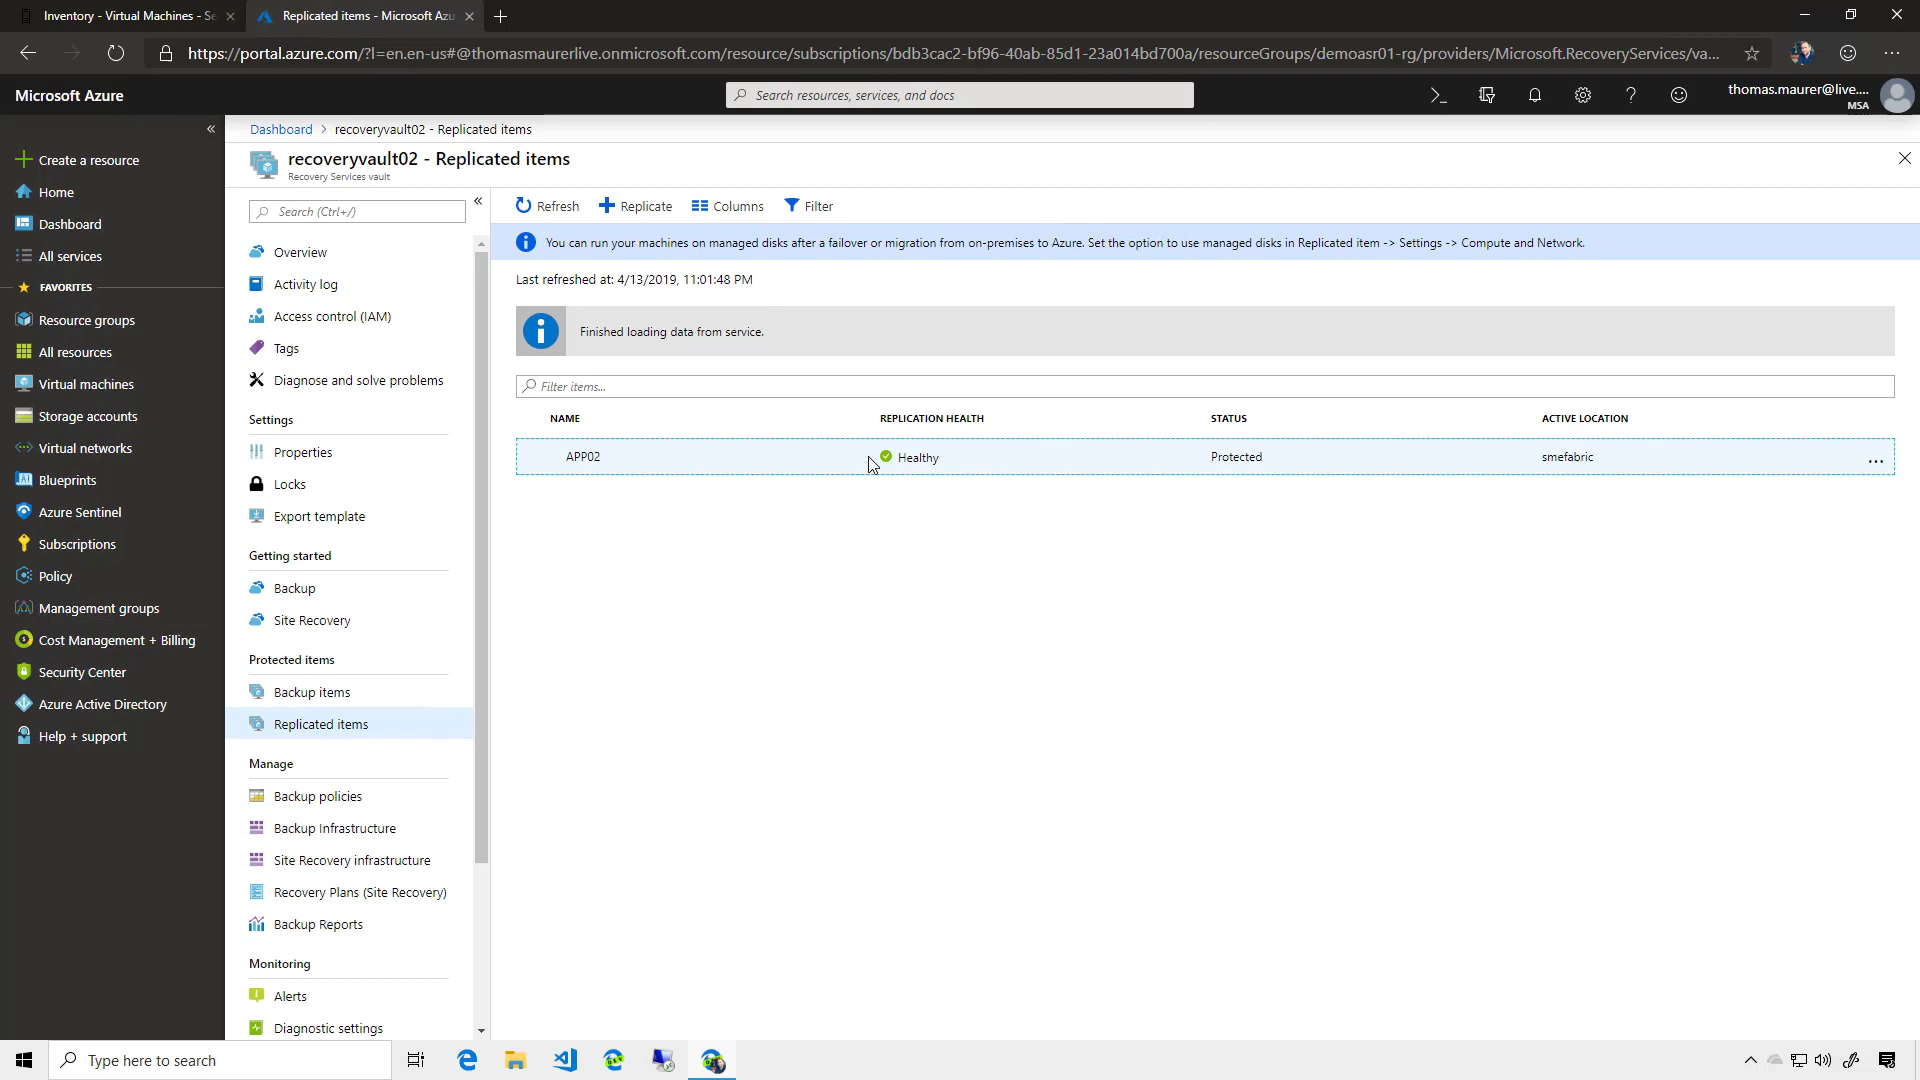 Inventory - Virtual Machines - Se
Replicated items - Microsoft Azu
https://portal.azure.com/?l=en.en-us#@thomasmaurerlive.onmicrosoft.com/resource/subscriptions/bdb3cac2-bf96-40ab-85d1-23a014bd700a/resourceGroups/demoasr01-rg/providers/Microsoft.RecoveryServices/va...
Microsoft Azure
Search resources, services, and docs
thomas.maurer@live....
MSA
Create a resource
Home
Dashboard
All services
FAVORITES
Resource groups
All resources
Virtual machines
Storage accounts
Virtual networks
Blueprints
Azure Sentinel
Subscriptions
Policy
Management groups
Cost Management + Billing
Security Center
Azure Active Directory
Help + support
Dashboard > recoveryvault02 - Replicated items
recoveryvault02 - Replicated items
Recovery Services vault
Search (Ctrl+/)
Overview
Activity log
Access control (IAM)
Tags
Diagnose and solve problems
Settings
Properties
Locks
Export template
Getting started
Backup
Site Recovery
Protected items
Backup items
Replicated items
Manage
Backup policies
Backup Infrastructure
Site Recovery infrastructure
Recovery Plans (Site Recovery)
Backup Reports
Monitoring
Alerts
Diagnostic settings
Refresh Replicate Columns Filter
You can run your machines on managed disks after a failover or migration from on-premises to Azure. Set the option to use managed disks in Replicated item -> Settings -> Compute and Network.
Last refreshed at: 4/13/2019, 11:01:48 PM
Finished loading data from service.
Filter items...
NAME REPLICATION HEALTH STATUS ACTIVE LOCATION
APP02 Healthy Protected smefabric ...
Type here to search